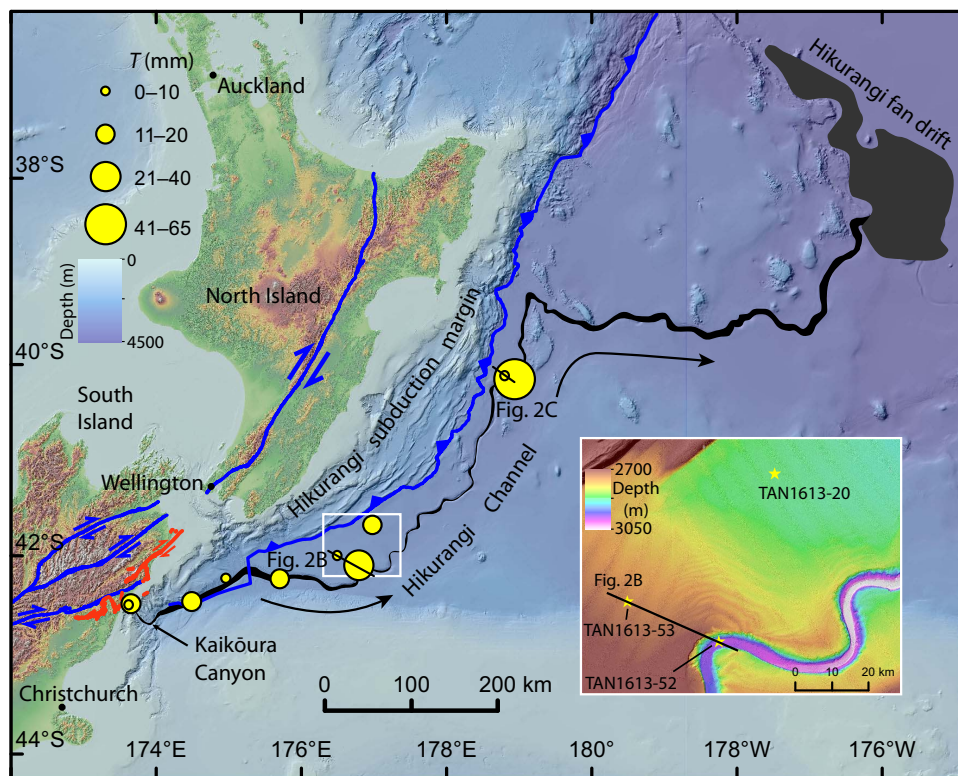 T (mm)
0–10
11–20
21–40
41–65
Depth (m)
0
4500
Auckland
Hikurangi fan drift
38°S
North Island
40°S
South
Island
Wellington
Hikurangi subduction margin
Fig. 2C
Hikurangi Channel
42°S
Fig. 2B
Kaikōura
Canyon
Christchurch
0 100 200 km
44°S
2700
Depth
(m)
3050
TAN1613-20
Fig. 2B
TAN1613-53
TAN1613-52
0 10 20 km
174°E 176°E 178°E 180° 178°W 176°W